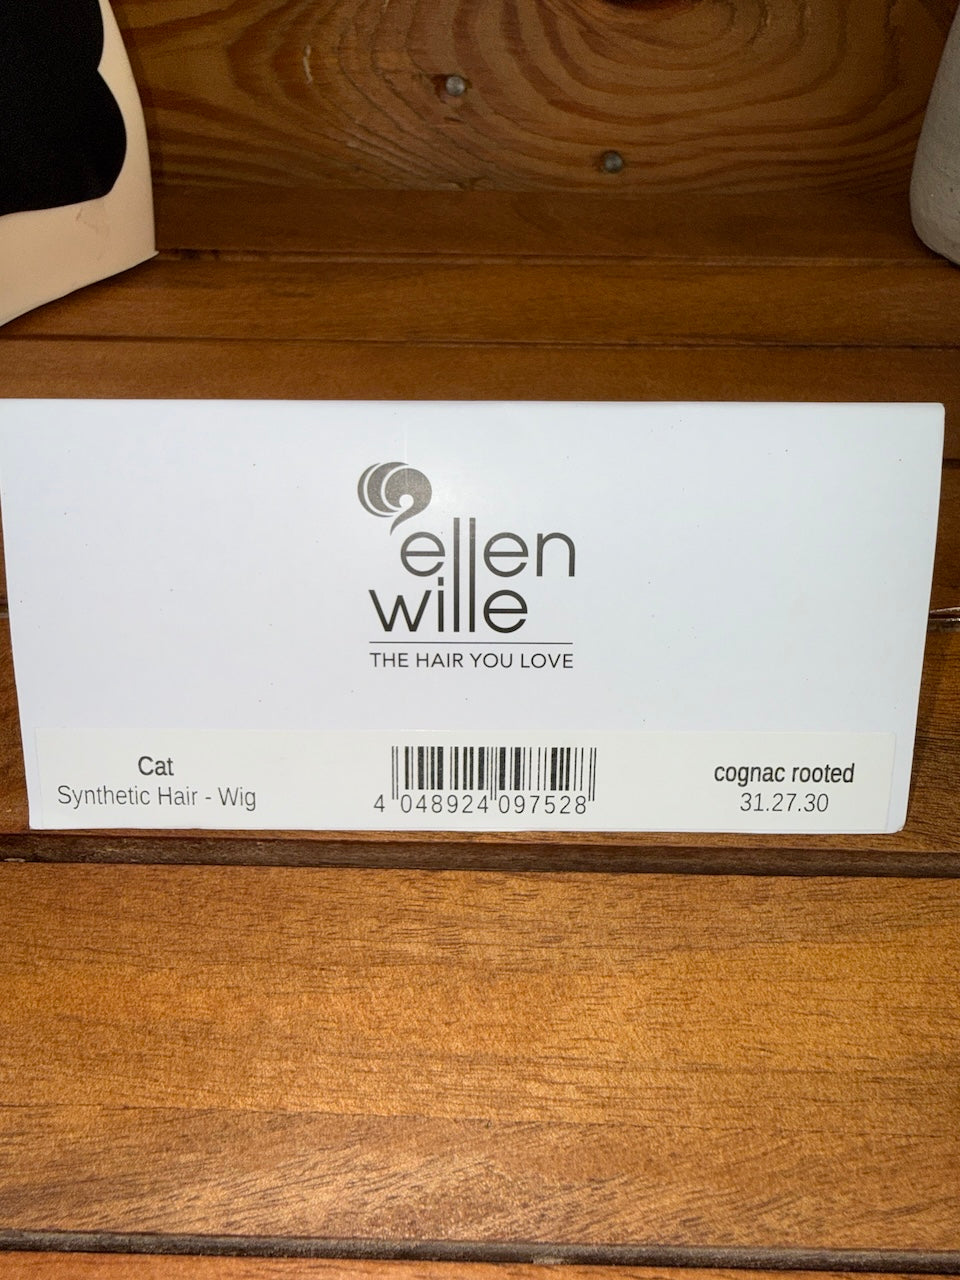 ellen
wille
THE HAIR YOU LOVE
Cat
Synthetic Hair - Wig
4 048924 097528
cognac rooted
31.27.30